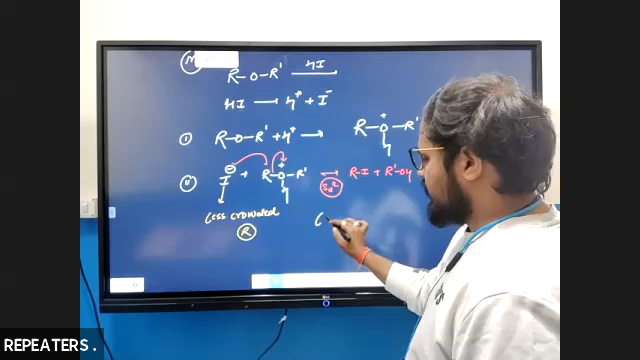 M
R-O-R' HI
HI → H⁺ + I⁻
(i) R-O-R' + H⁺ → R-O⁺-R'
H
(ii) I⁻ + R-O⁺-R' → R-I + R'-OH
H
SN²
Less crowded
R
REPEATERS.